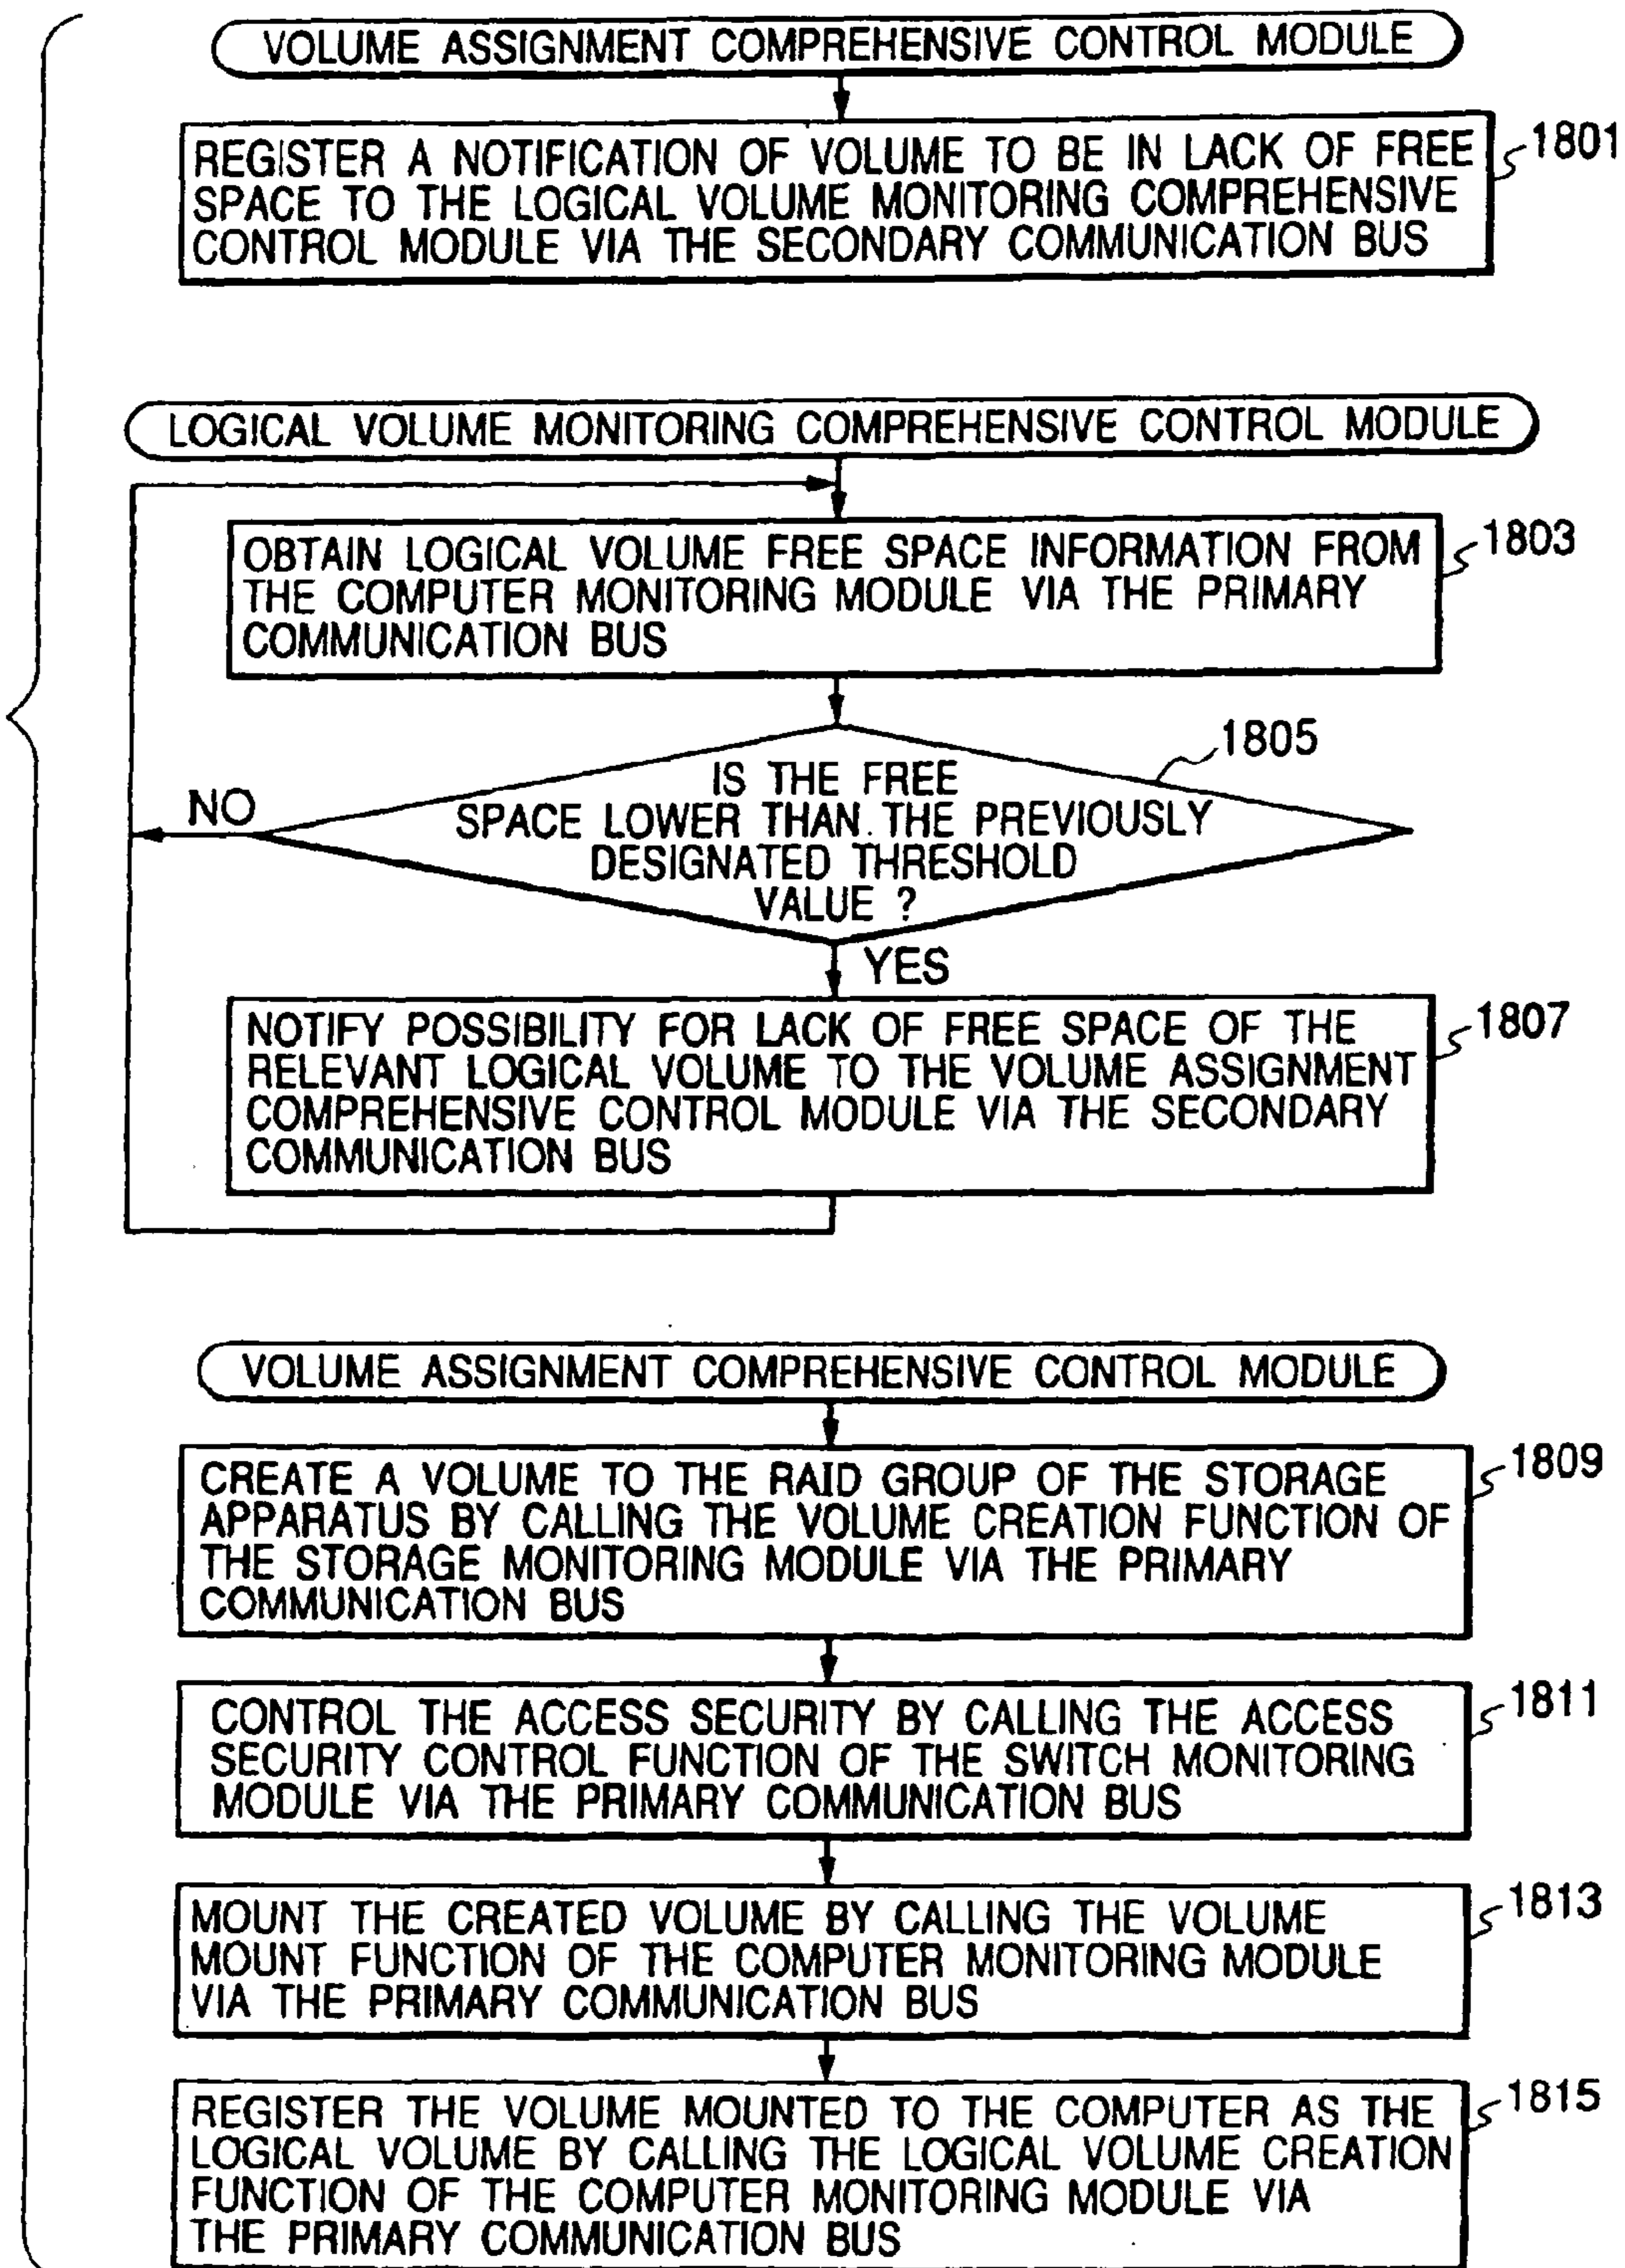 VOLUME ASSIGNMENT COMPREHENSIVE CONTROL MODULE
REGISTER A NOTIFICATION OF VOLUME TO BE IN LACK OF FREE
SPACE TO THE LOGICAL VOLUME MONITORING COMPREHENSIVE
CONTROL MODULE VIA THE SECONDARY COMMUNICATION BUS
1801
LOGICAL VOLUME MONITORING COMPREHENSIVE CONTROL MODULE
OBTAIN LOGICAL VOLUME FREE SPACE INFORMATION FROM
THE COMPUTER MONITORING MODULE VIA THE PRIMARY
COMMUNICATION BUS
1803
IS THE FREE
SPACE LOWER THAN THE PREVIOUSLY
DESIGNATED THRESHOLD
VALUE ?
1805
NO
YES
NOTIFY POSSIBILITY FOR LACK OF FREE SPACE OF THE
RELEVANT LOGICAL VOLUME TO THE VOLUME ASSIGNMENT
COMPREHENSIVE CONTROL MODULE VIA THE SECONDARY
COMMUNICATION BUS
1807
VOLUME ASSIGNMENT COMPREHENSIVE CONTROL MODULE
CREATE A VOLUME TO THE RAID GROUP OF THE STORAGE
APPARATUS BY CALLING THE VOLUME CREATION FUNCTION OF
THE STORAGE MONITORING MODULE VIA THE PRIMARY
COMMUNICATION BUS
1809
CONTROL THE ACCESS SECURITY BY CALLING THE ACCESS
SECURITY CONTROL FUNCTION OF THE SWITCH MONITORING
MODULE VIA THE PRIMARY COMMUNICATION BUS
1811
MOUNT THE CREATED VOLUME BY CALLING THE VOLUME
MOUNT FUNCTION OF THE COMPUTER MONITORING MODULE
VIA THE PRIMARY COMMUNICATION BUS
1813
REGISTER THE VOLUME MOUNTED TO THE COMPUTER AS THE
LOGICAL VOLUME BY CALLING THE LOGICAL VOLUME CREATION
FUNCTION OF THE COMPUTER MONITORING MODULE VIA
THE PRIMARY COMMUNICATION BUS
1815